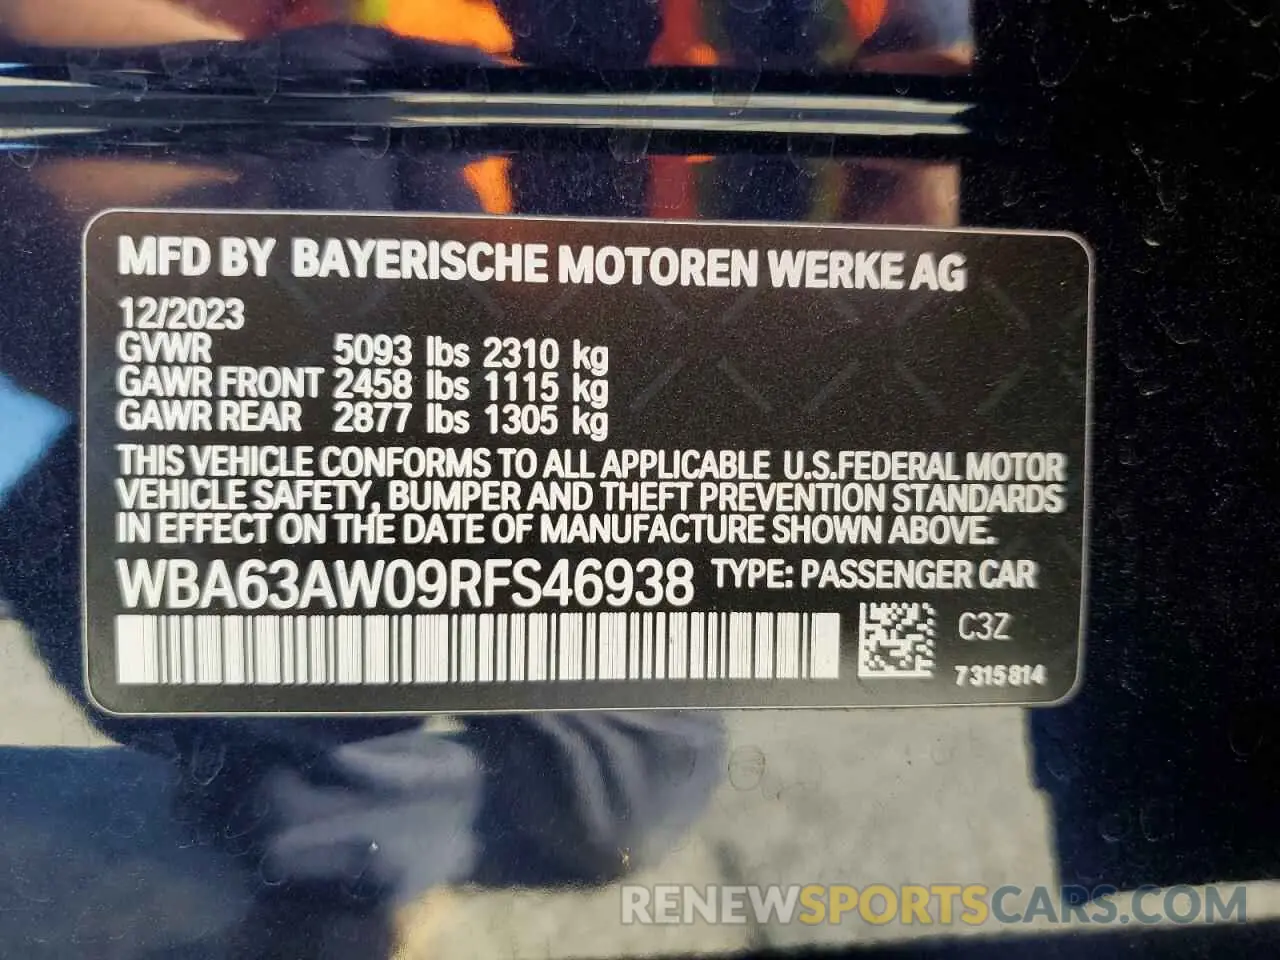 MFD BY BAYERISCHE MOTOREN WERKE AG
12/2023
GVWR 5093 lbs 2310 kg
GAWR FRONT 2458 lbs 1115 kg
GAWR REAR 2877 lbs 1305 kg
THIS VEHICLE CONFORMS TO ALL APPLICABLE U.S.FEDERAL MOTOR
VEHICLE SAFETY, BUMPER AND THEFT PREVENTION STANDARDS
IN EFFECT ON THE DATE OF MANUFACTURE SHOWN ABOVE.
WBA63AW09RFS46938 TYPE: PASSENGER CAR
C3Z
7315814
RENEWSPORTSCARS.COM